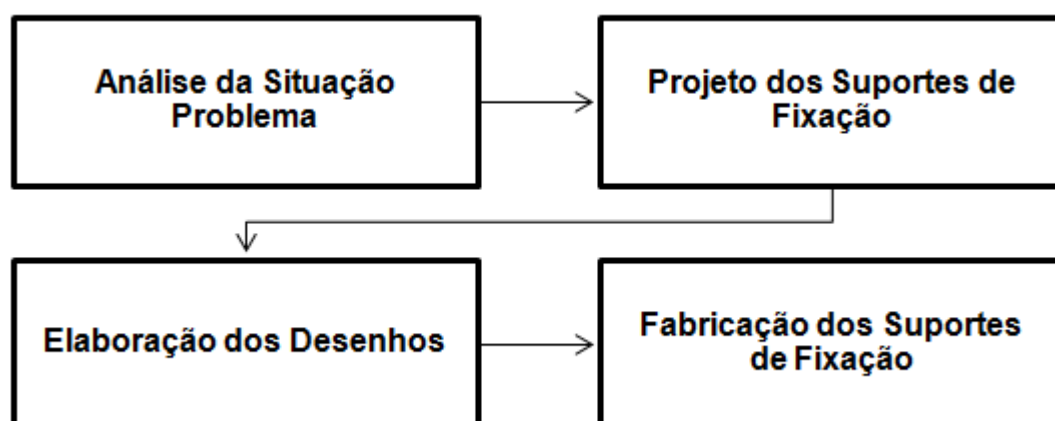 Análise da Situação
Problema
Projeto dos Suportes de
Fixação
Elaboração dos Desenhos
Fabricação dos Suportes
de Fixação